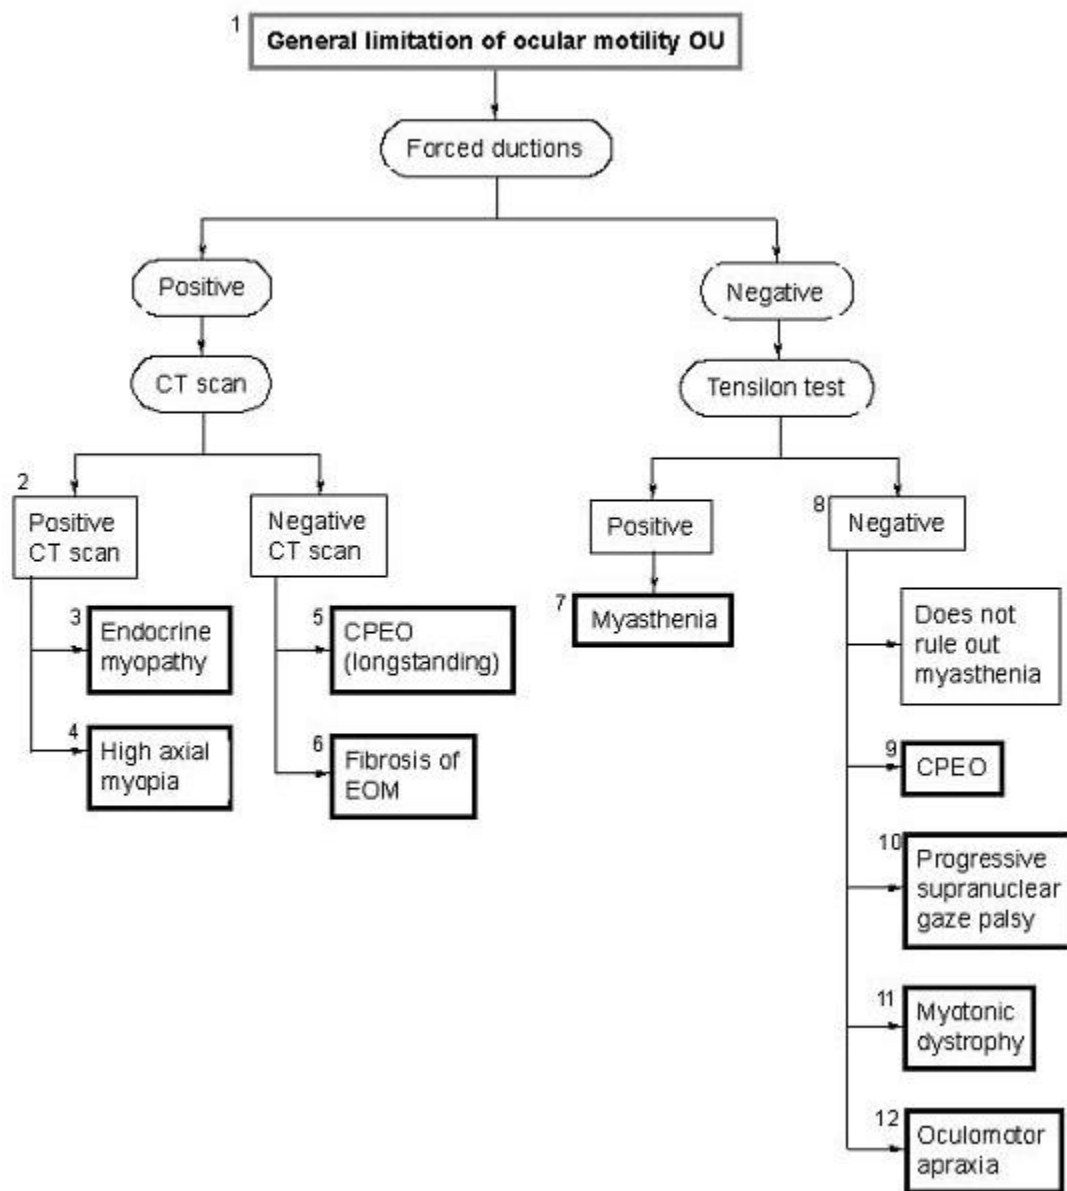 1
General limitation of ocular motility OU
Forced ductions
Positive
Negative
CT scan
Tensilon test
2
Positive
CT scan
Negative
CT scan
Positive
8
Negative
3
Endocrine
myopathy
4
High axial
myopia
5
CPEO
(longstanding)
6
Fibrosis of
EOM
7
Myasthenia
Does not
rule out
myasthenia
9
CPEO
10
Progressive
supranuclear
gaze palsy
11
Myotonic
dystrophy
12
Oculomotor
apraxia